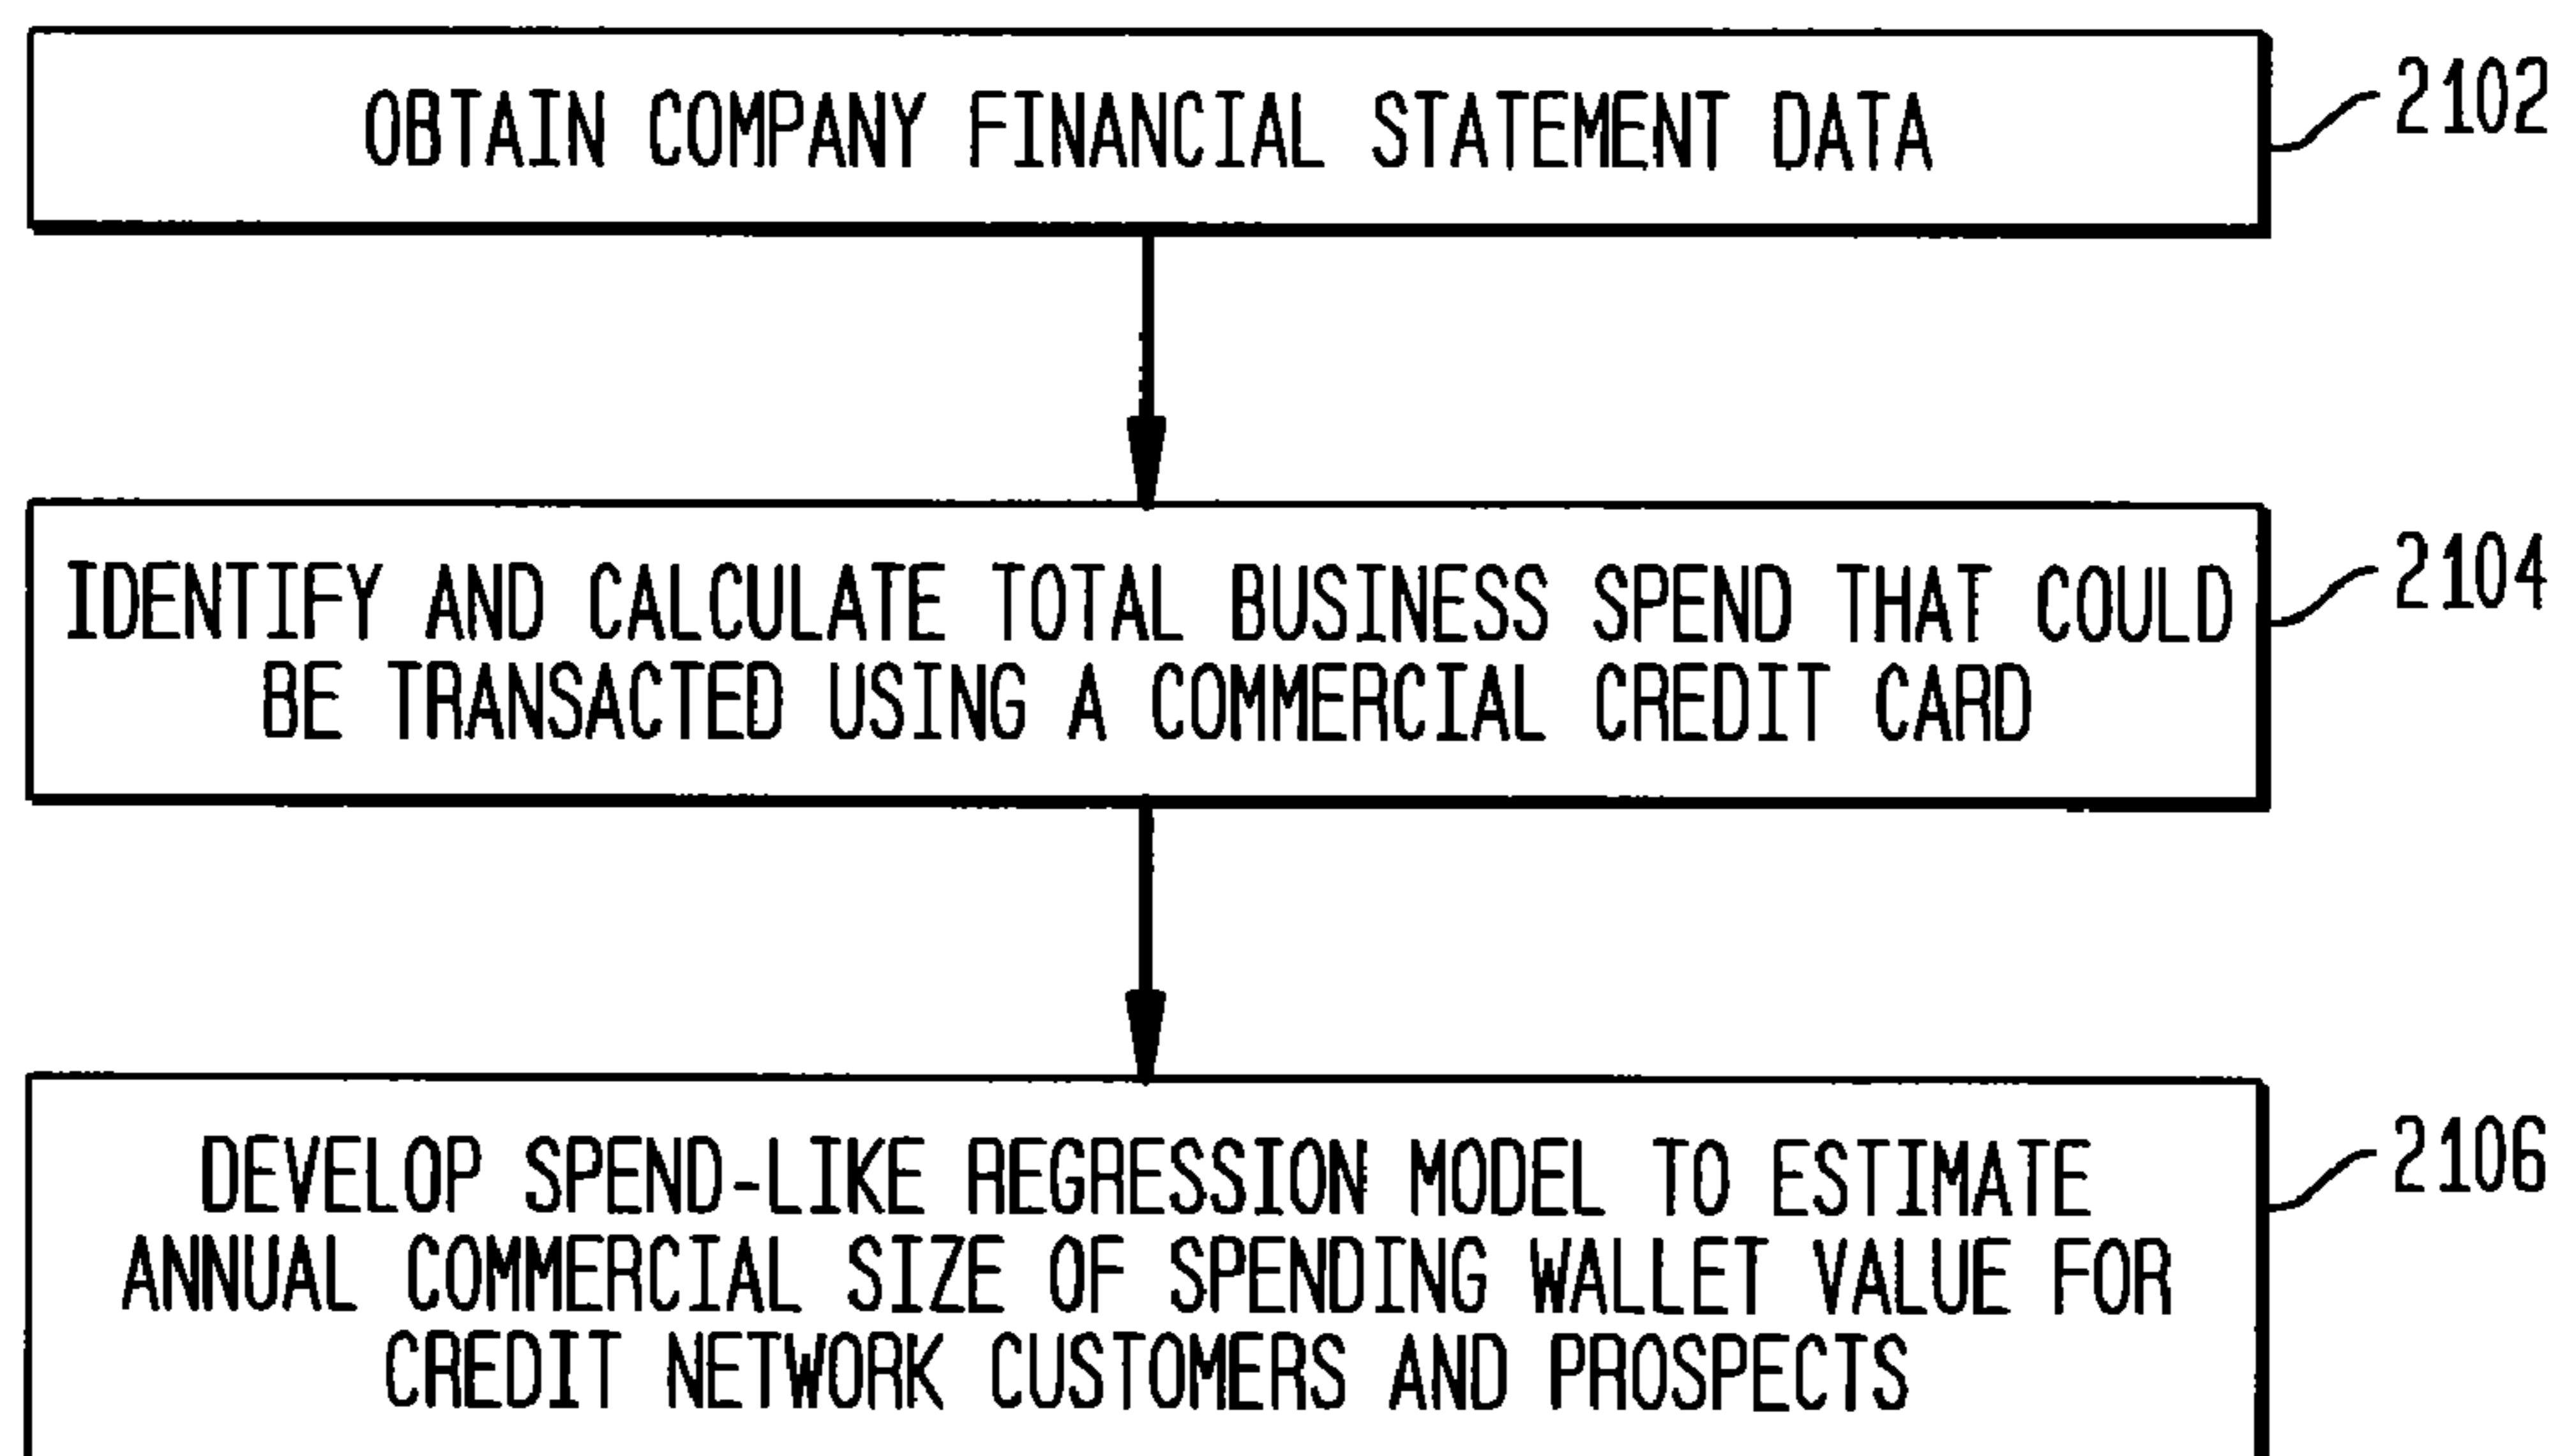 OBTAIN COMPANY FINANCIAL STATEMENT DATA
2102
IDENTIFY AND CALCULATE TOTAL BUSINESS SPEND THAT COULD
BE TRANSACTED USING A COMMERCIAL CREDIT CARD
2104
DEVELOP SPEND-LIKE REGRESSION MODEL TO ESTIMATE
ANNUAL COMMERCIAL SIZE OF SPENDING WALLET VALUE FOR
CREDIT NETWORK CUSTOMERS AND PROSPECTS
2106